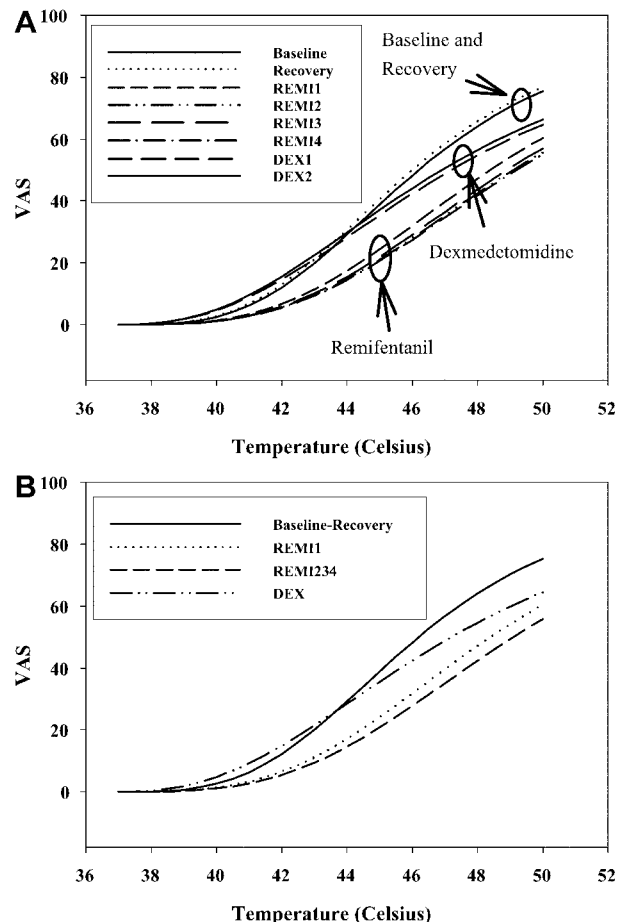 A
100
80
60
40
20
0
VAS
Baseline
Recovery
REMI1
REMI2
REMI3
REMI4
DEX1
DEX2
Baseline and
Recovery
Dexmedetomidine
Remifentanil
36 38 40 42 44 46 48 50 52
Temperature (Celsius)
B
100
80
60
40
20
0
VAS
Baseline-Recovery
REMI1
REMI234
DEX
36 38 40 42 44 46 48 50 52
Temperature (Celsius)